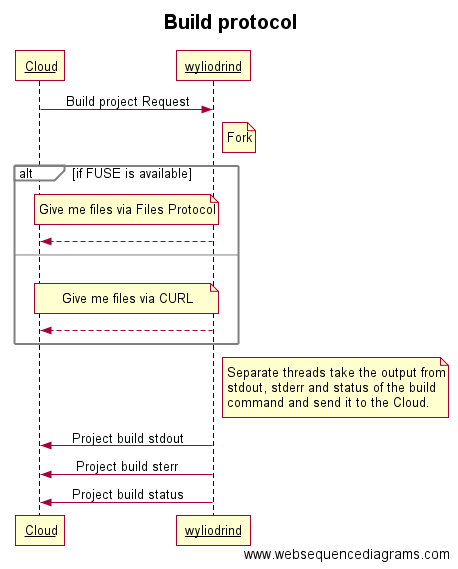 Build protocol
Cloud
wyliodrind
Build project Request
Fork
alt
[if FUSE is available]
Give me files via Files Protocol
Give me files via CURL
Separate threads take the output from
stdout, stderr and status of the build
command and send it to the Cloud.
Project build stdout
Project build sterr
Project build status
Cloud
wyliodrind
www.websequencediagrams.com